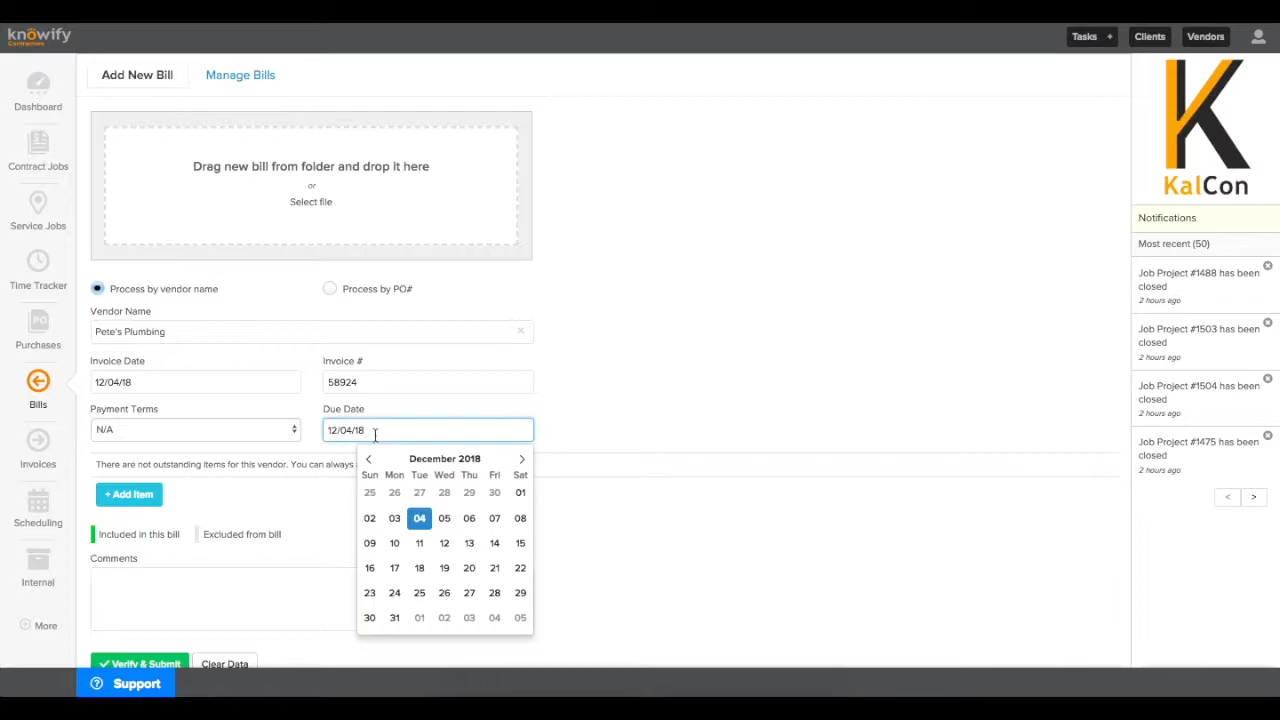 knowify
Contractors
Tasks +
Clients
Vendors
Dashboard
Contract Jobs
Service Jobs
Time Tracker
Purchases
Bills
Invoices
Scheduling
Internal
More
Add New Bill
Manage Bills
Drag new bill from folder and drop it here
or
Select file
Process by vendor name
Process by PO#
Vendor Name
Pete's Plumbing
Invoice Date
Invoice #
12/04/18
58924
Payment Terms
Due Date
N/A
12/04/18
There are not outstanding items for this vendor. You can always
+ Add Item
Included in this bill
Excluded from bill
Comments
December 2018
Sun Mon Tue Wed Thu Fri Sat
25 26 27 28 29 30 01
02 03 04 05 06 07 08
09 10 11 12 13 14 15
16 17 18 19 20 21 22
23 24 25 26 27 28 29
30 31 01 02 03 04 05
Verify & Submit
Clear Data
Support
KalCon
Notifications
Most recent (50)
Job Project #1488 has been
closed
2 hours ago
Job Project #1503 has been
closed
2 hours ago
Job Project #1504 has been
closed
2 hours ago
Job Project #1475 has been
closed
2 hours ago
< >